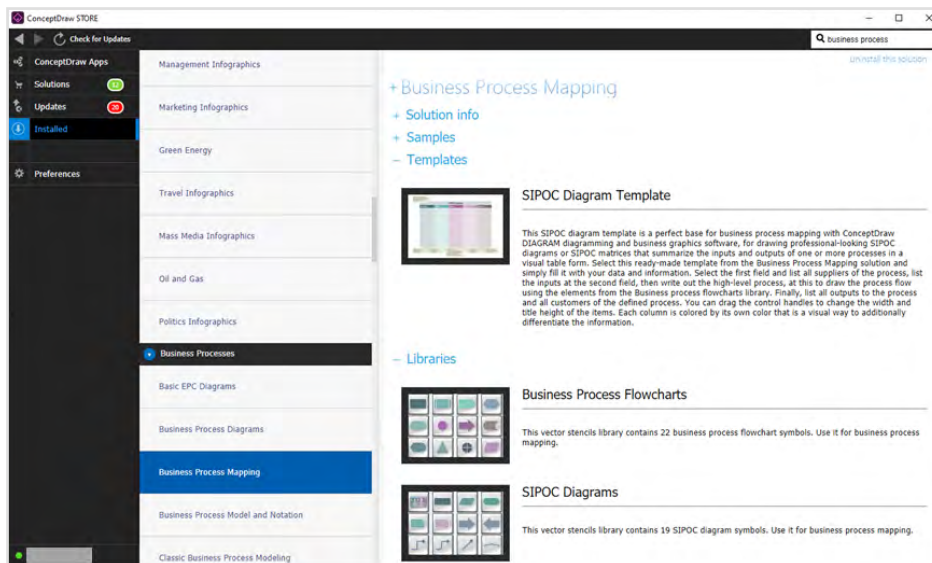 ConceptDraw STORE
Check for Updates
business process
ConceptDraw Apps
Solutions
Updates
20
Installed
Preferences
Management Infographics
Marketing Infographics
Green Energy
Travel Infographics
Mass Media Infographics
Oil and Gas
Politics Infographics
Business Processes
Basic EPC Diagrams
Business Process Diagrams
Business Process Mapping
Business Process Model and Notation
Classic Business Process Modeling
Uninstall this solution
+ Business Process Mapping
+ Solution info
+ Samples
– Templates
SIPOC Diagram Template
This SIPOC diagram template is a perfect base for business process mapping with ConceptDraw
DIAGRAM diagramming and business graphics software, for drawing professional-looking SIPOC
diagrams or SIPOC matrices that summarize the inputs and outputs of one or more processes in a
visual table form. Select this ready-made template from the Business Process Mapping solution and
simply fill it with your data and information. Select the first field and list all suppliers of the process, list
the inputs at the second field, then write out the high-level process, at this to draw the process flow
using the elements from the Business process flowcharts library. Finally, list all outputs to the process
and all customers of the defined process. You can drag the control handles to change the width and
title height of the items. Each column is colored by its own color that is a visual way to additionally
differentiate the information.
– Libraries
Business Process Flowcharts
This vector stencils library contains 22 business process flowchart symbols. Use it for business process
mapping.
SIPOC Diagrams
This vector stencils library contains 19 SIPOC diagram symbols. Use it for business process mapping.